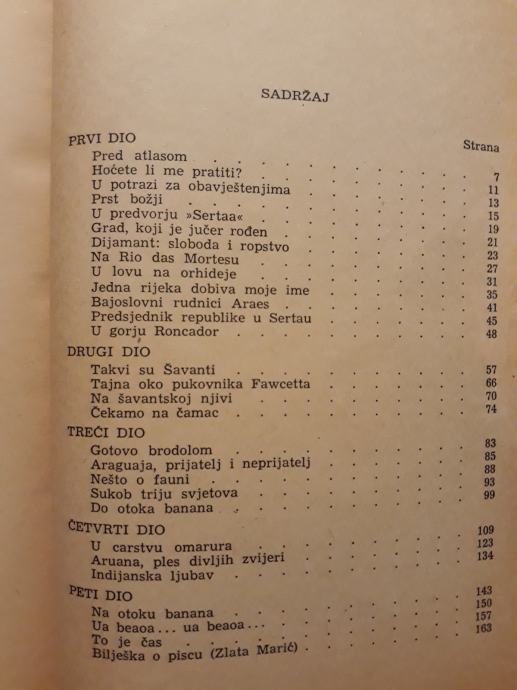 SADRŽAJ
Strana
PRVI DIO
Pred atlasom . . . . . . . . . . 7
Hoćete li me pratiti? . . . . . . . . 11
U potrazi za obavještenjima . . . . . . 13
Prst božji . . . . . . . . . . 15
U predvorju »Sertaa« . . . . . . . . 19
Grad, koji je jučer rođen . . . . . . . 21
Dijamant: sloboda i ropstvo . . . . . . 23
Na Rio das Mortesu . . . . . . . . 27
U lovu na orhideje . . . . . . . . 31
Jedna rijeka dobiva moje ime . . . . . . 35
Bajoslovni rudnici Araes . . . . . . . 41
Predsjednik republike u Sertau . . . . . . 45
U gorju Roncador . . . . . . . . 48
DRUGI DIO
Takvi su Šavanti . . . . . . . . 57
Tajna oko pukovnika Fawcetta . . . . . . 66
Na šavantskoj njivi . . . . . . . . 70
Čekamo na čamac . . . . . . . . 74
TREĆI DIO
Gotovo brodolom . . . . . . . . 83
Araguaja, prijatelj i neprijatelj . . . . . . 85
Nešto o fauni . . . . . . . . . 88
Sukob triju svjetova . . . . . . . . 93
Do otoka banana . . . . . . . . 99
ČETVRTI DIO
U carstvu omarura . . . . . . . . 109
Aruana, ples divljih zvijeri . . . . . . 123
Indijanska ljubav . . . . . . . . 134
PETI DIO
Na otoku banana . . . . . . . . 143
Ua beaoa... ua beaoa... . . . . . . . 150
To je čas . . . . . . . . . . 157
Bilješka o piscu (Zlata Marić) . . . . . . 163